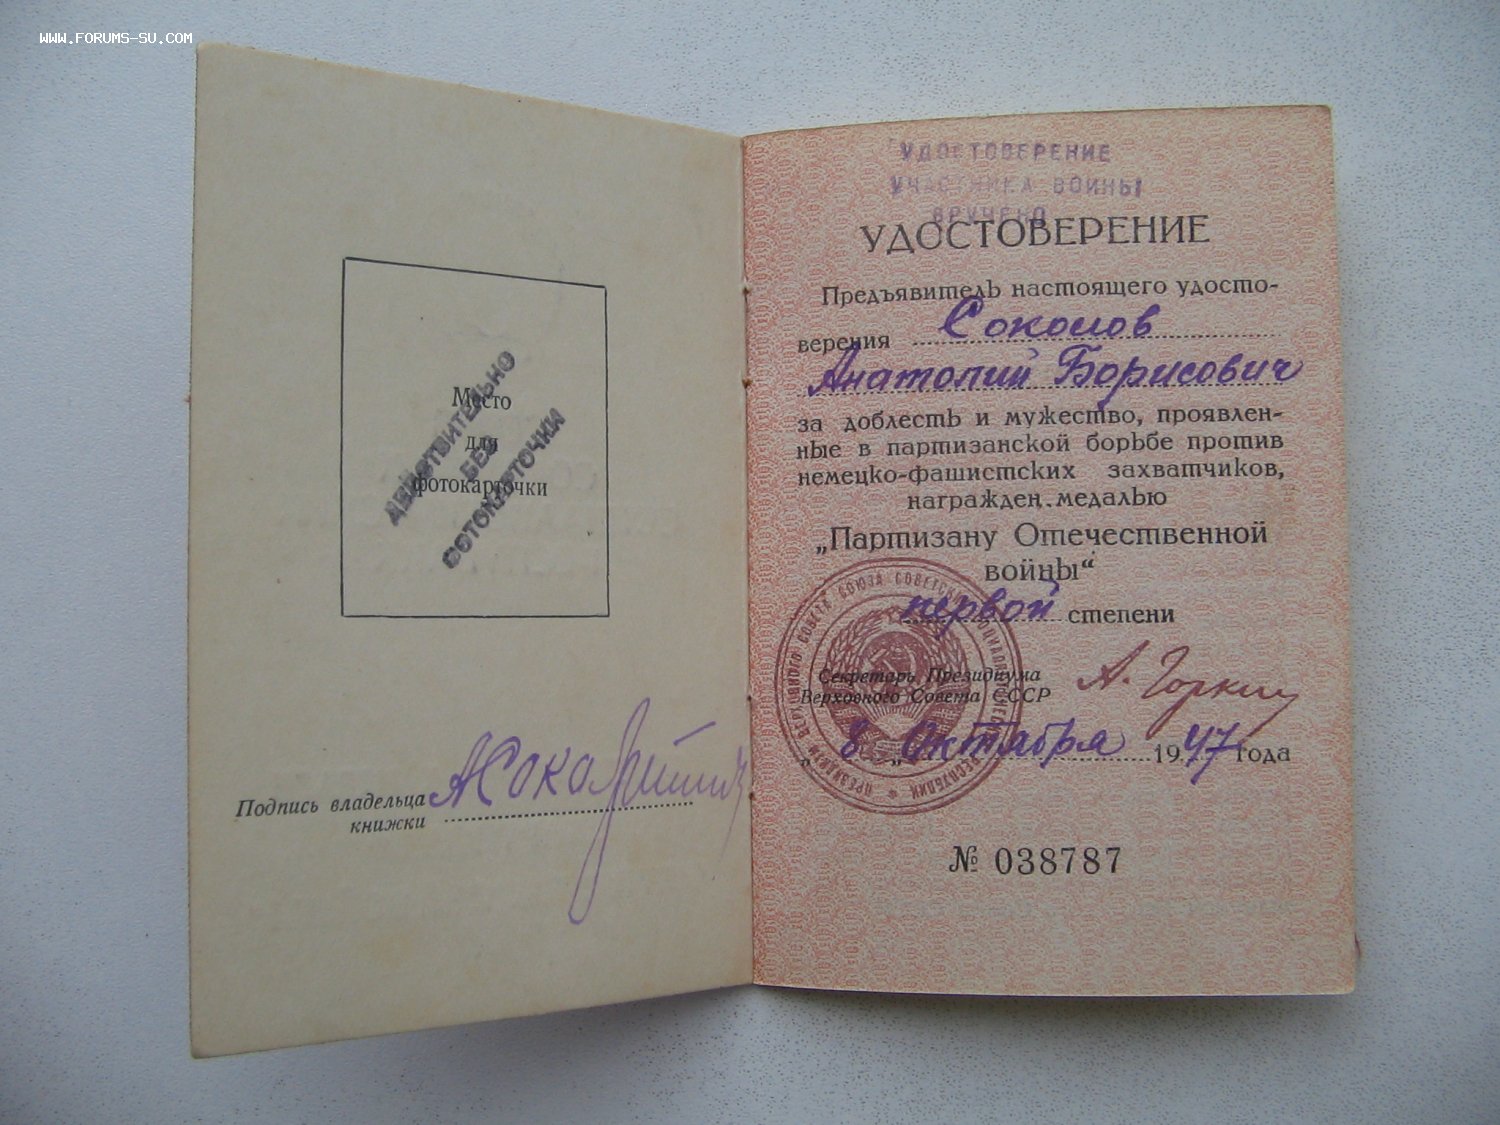 WWW.FORUMS-SU.COM
Место
для
фотокарточки
ДЕЙСТВИТЕЛЬНО
БЕЗ
ФОТОКАРТОЧКИ
Подпись владельца
книжки
УДОСТОВЕРЕНИЕ
УЧАСТНИКА ВОЙНЫ
ВРУЧЕНО
УДОСТОВЕРЕНИЕ
Предъявитель настоящего удосто-
верения Соколов
Анатолий Борисович
за доблесть и мужество, проявлен-
ные в партизанской борьбе против
немецко-фашистских захватчиков,
награжден медалью
„Партизану Отечественной
войны“
первой степени
Секретарь Президиума
Верховного Совета СССР
А. Горкин
„8„ Октября 1947 года
№ 038787